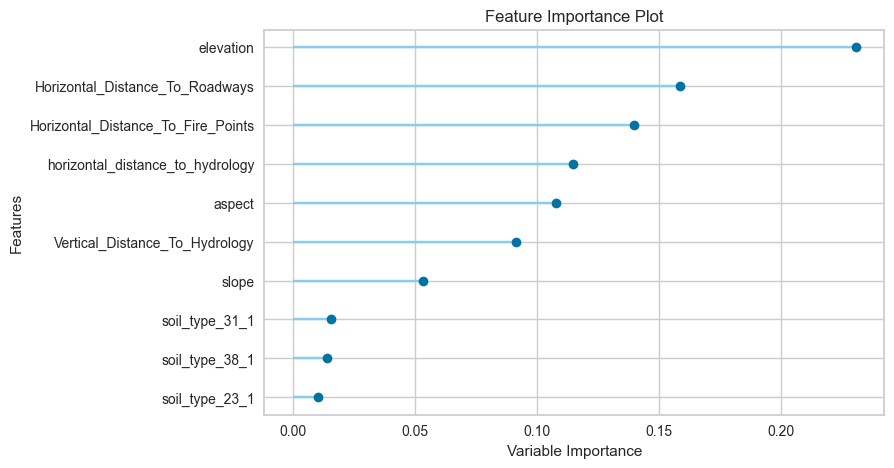 Feature Importance Plot
Features
elevation
Horizontal_Distance_To_Roadways
Horizontal_Distance_To_Fire_Points
horizontal_distance_to_hydrology
aspect
Vertical_Distance_To_Hydrology
slope
soil_type_31_1
soil_type_38_1
soil_type_23_1
0.00 0.05 0.10 0.15 0.20
Variable Importance